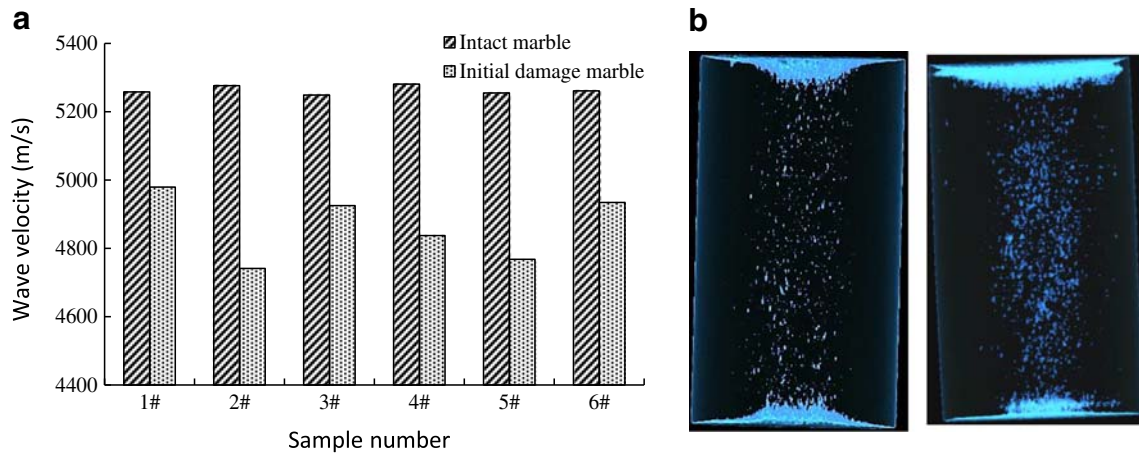 a
b
5400
5200
5000
4800
4600
4400
Wave velocity (m/s)
Intact marble
Initial damage marble
1# 2# 3# 4# 5# 6#
Sample number